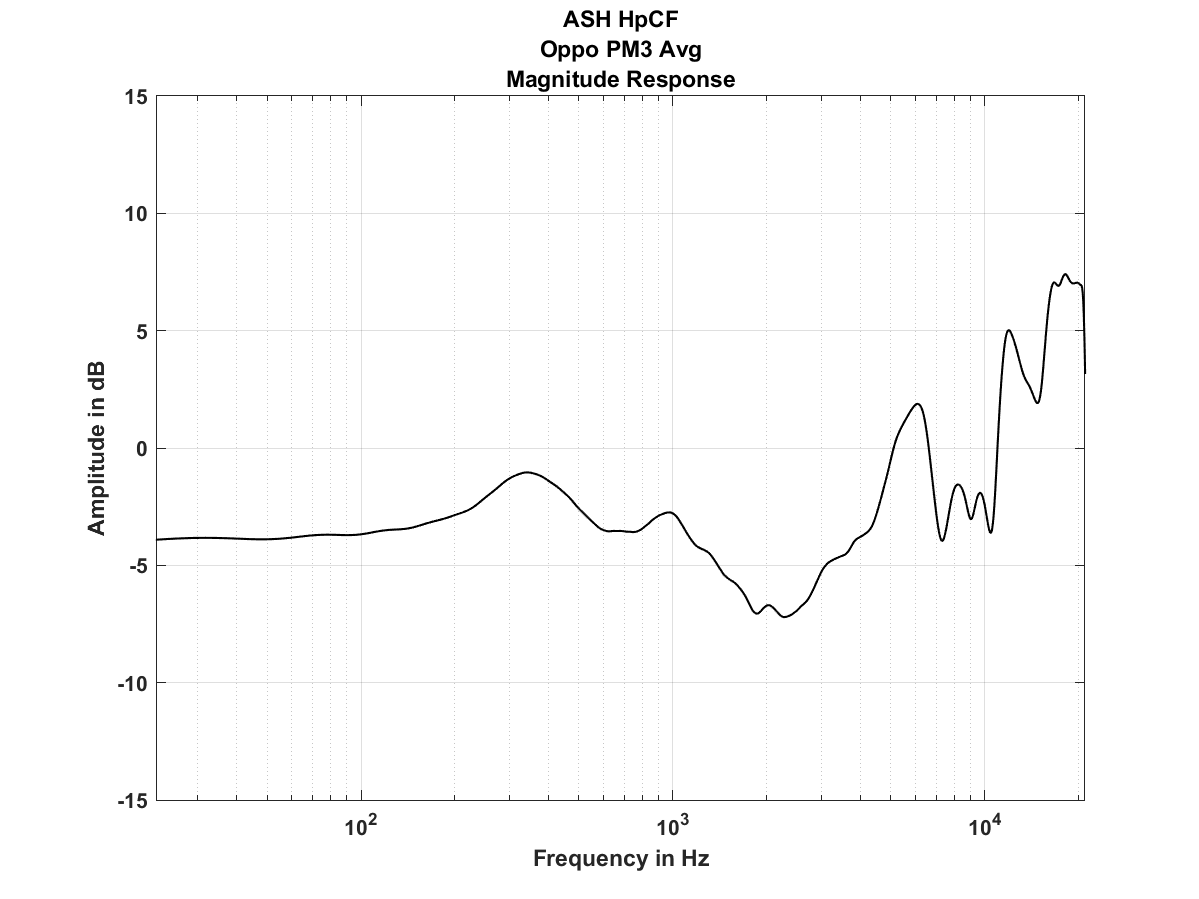 ASH HpCF
Oppo PM3 Avg
Magnitude Response
15
10
5
0
-5
-10
-15
Amplitude in dB
10²
10³
10⁴
Frequency in Hz